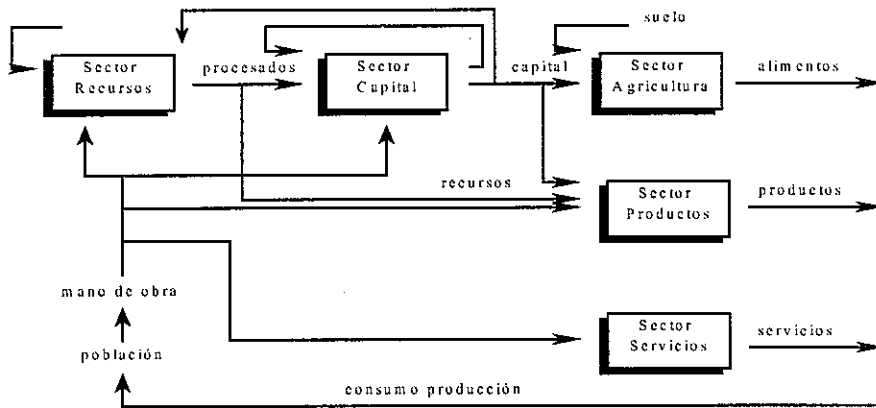 suelo
Sector
Recursos
procesados
Sector
Capital
capital
Sector
Agricultura
alimentos
recursos
Sector
Productos
productos
mano de obra
Sector
Servicios
servicios
población
consumo producción